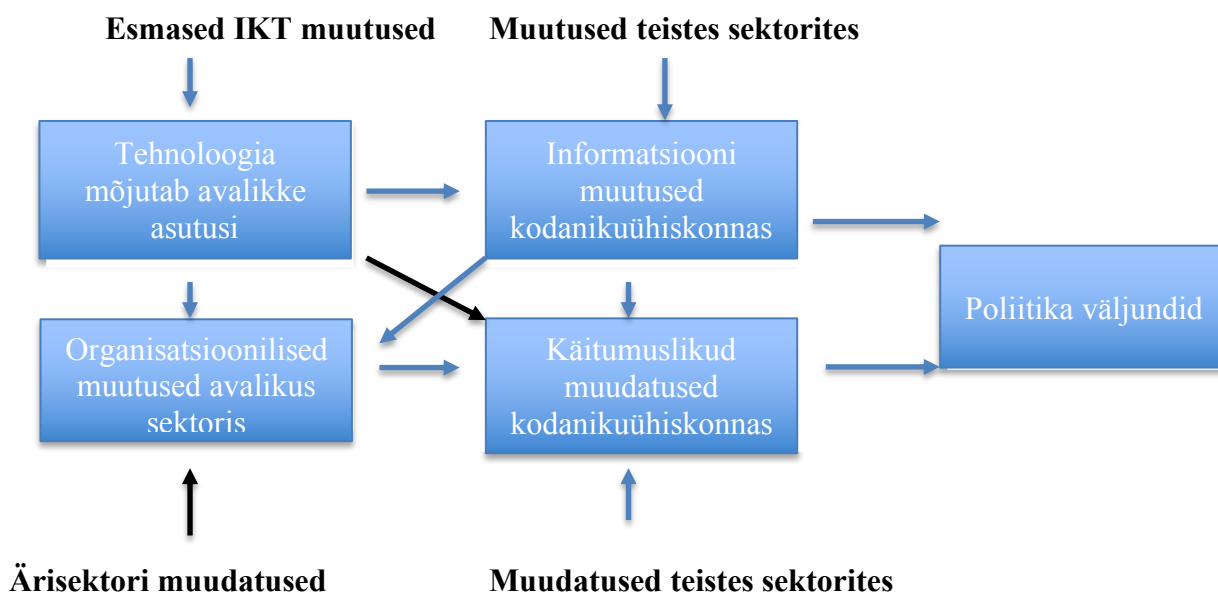 Esmased IKT muutused
Muutused teistes sektorites
Tehnoloogia
mõjutab avalikke
asutusi
Informatsiooni
muutused
kodanikuühiskonnas
Poliitika väljundid
Organisatsioonilised
muutused avalikus
sektoris
Käitumuslikud
muudatused
kodanikuühiskonnas
Ärisektori muudatused
Muudatused teistes sektorites